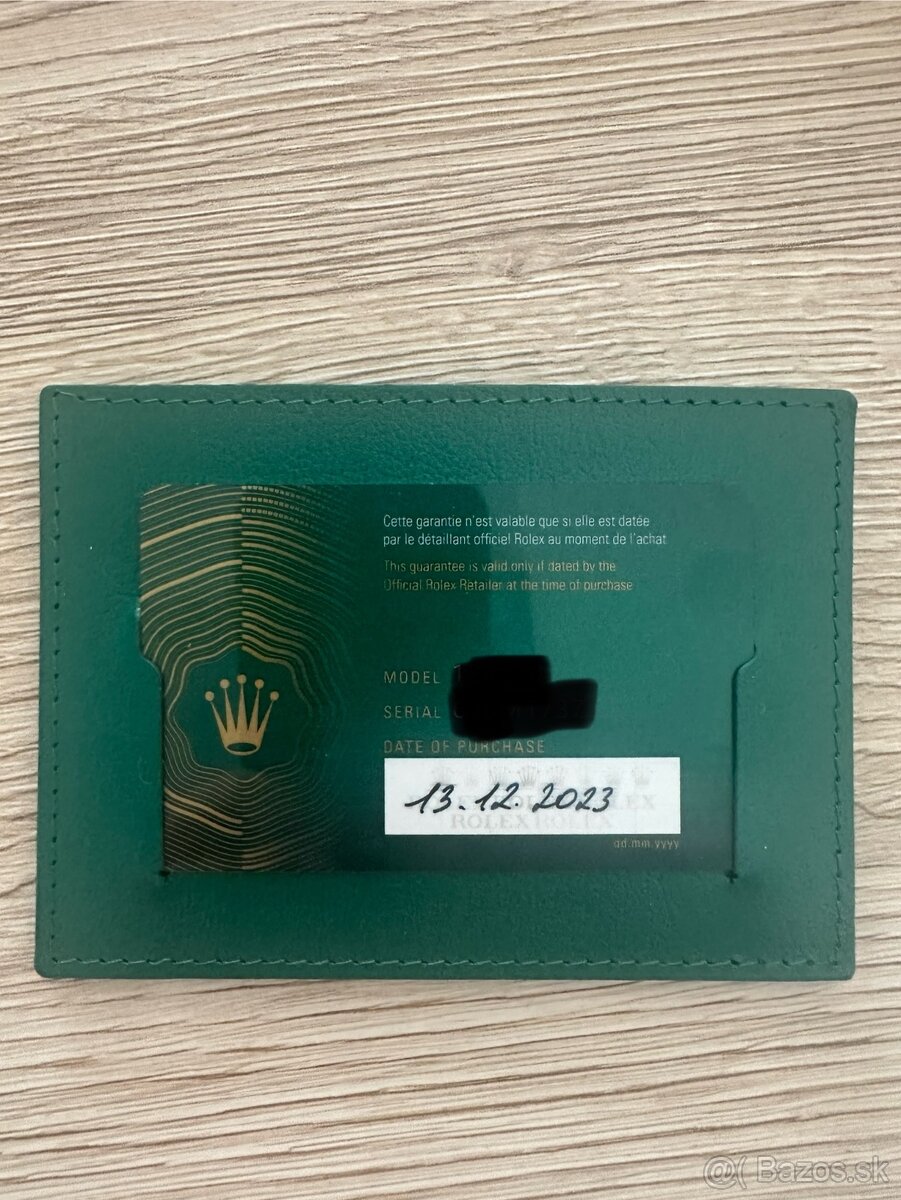 Cette garantie n'est valable que si elle est datée
par le détaillant officiel Rolex au moment de l'achat
This guarantee is valid only if dated by the
Official Rolex Retailer at the time of purchase
MODEL
SERIAL
DATE OF PURCHASE
13.12.2023
ROLEX ROLEX
dd.mm.yyyy
@( Bazos.sk